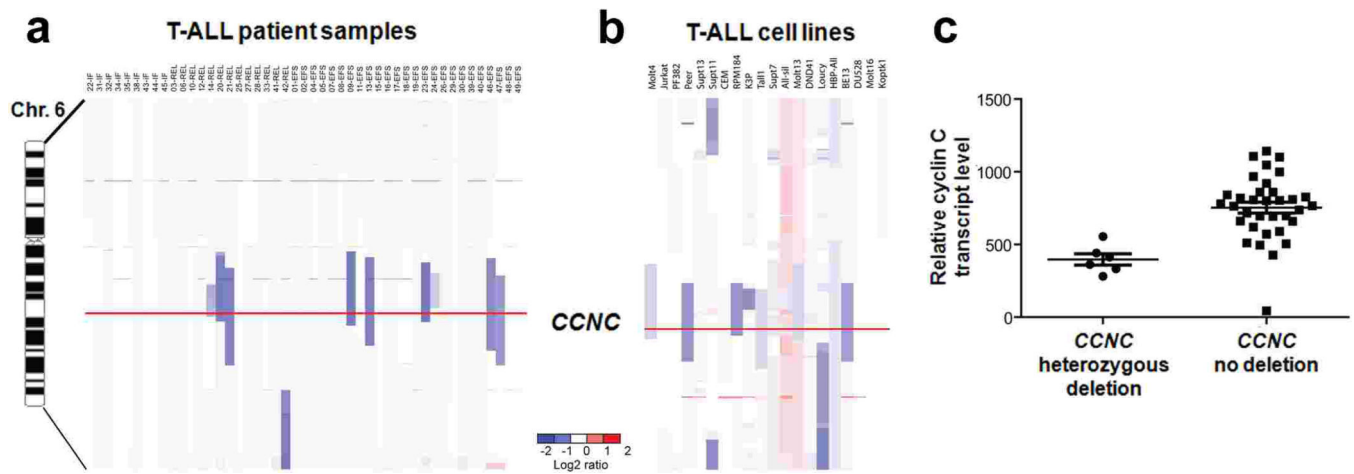 a
T-ALL patient samples
22-IF
31-IF
32-IF
34-IF
35-IF
38-IF
43-IF
44-IF
45-IF
03-REL
06-REL
10-REL
12-REL
14-REL
20-REL
21-REL
25-REL
27-REL
28-REL
33-REL
41-REL
42-REL
01-EFS
02-EFS
04-EFS
05-EFS
07-EFS
08-EFS
09-EFS
11-EFS
13-EFS
15-EFS
16-EFS
17-EFS
18-EFS
19-EFS
23-EFS
24-EFS
26-EFS
29-EFS
30-EFS
39-EFS
40-EFS
46-EFS
47-EFS
48-EFS
49-EFS
Chr. 6
CCNC
-2 -1 0 1 2
Log2 ratio
b
T-ALL cell lines
Molt4
Jurkat
PF382
Peer
Supt13
Supt11
CEM
RPM184
K3P
Tall1
Supt7
All-sil
Molt13
DND41
Loucy
HBP-All
BE13
DU528
Molt16
Koptk1
c
Relative cyclin C
transcript level
1500
1000
500
0
CCNC
heterozygous
deletion
CCNC
no deletion